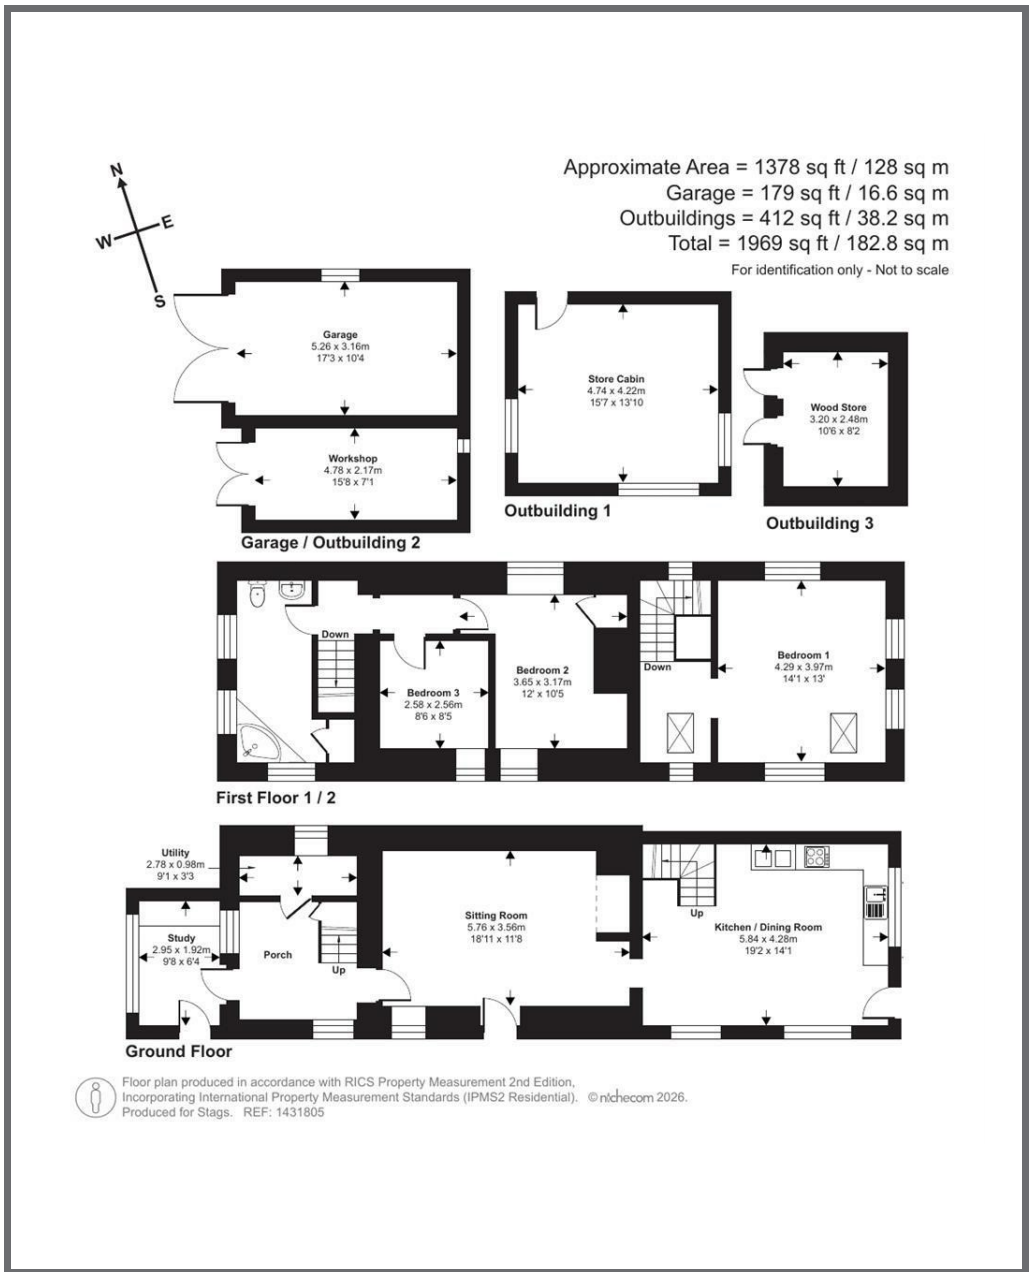 Approximate Area = 1378 sq ft / 128 sq m
Garage = 179 sq ft / 16.6 sq m
Outbuildings = 412 sq ft / 38.2 sq m
Total = 1969 sq ft / 182.8 sq m
For identification only - Not to scale
N
E
W
S
Garage
5.26 x 3.16m
17'3 x 10'4
Workshop
4.78 x 2.17m
15'8 x 7'1
Garage / Outbuilding 2
Store Cabin
4.74 x 4.22m
15'7 x 13'10
Outbuilding 1
Wood Store
3.20 x 2.48m
10'6 x 8'2
Outbuilding 3
Down
Bedroom 3
2.58 x 2.56m
8'6 x 8'5
Bedroom 2
3.65 x 3.17m
12' x 10'5
Down
Bedroom 1
4.29 x 3.97m
14'1 x 13'
First Floor 1 / 2
Utility
2.78 x 0.98m
9'1 x 3'3
Study
2.95 x 1.92m
9'8 x 6'4
Porch
Up
Sitting Room
5.76 x 3.56m
18'11 x 11'8
Up
Kitchen / Dining Room
5.84 x 4.28m
19'2 x 14'1
Ground Floor
Floor plan produced in accordance with RICS Property Measurement 2nd Edition,
Incorporating International Property Measurement Standards (IPMS2 Residential). © nichecom 2026.
Produced for Stags. REF: 1431805